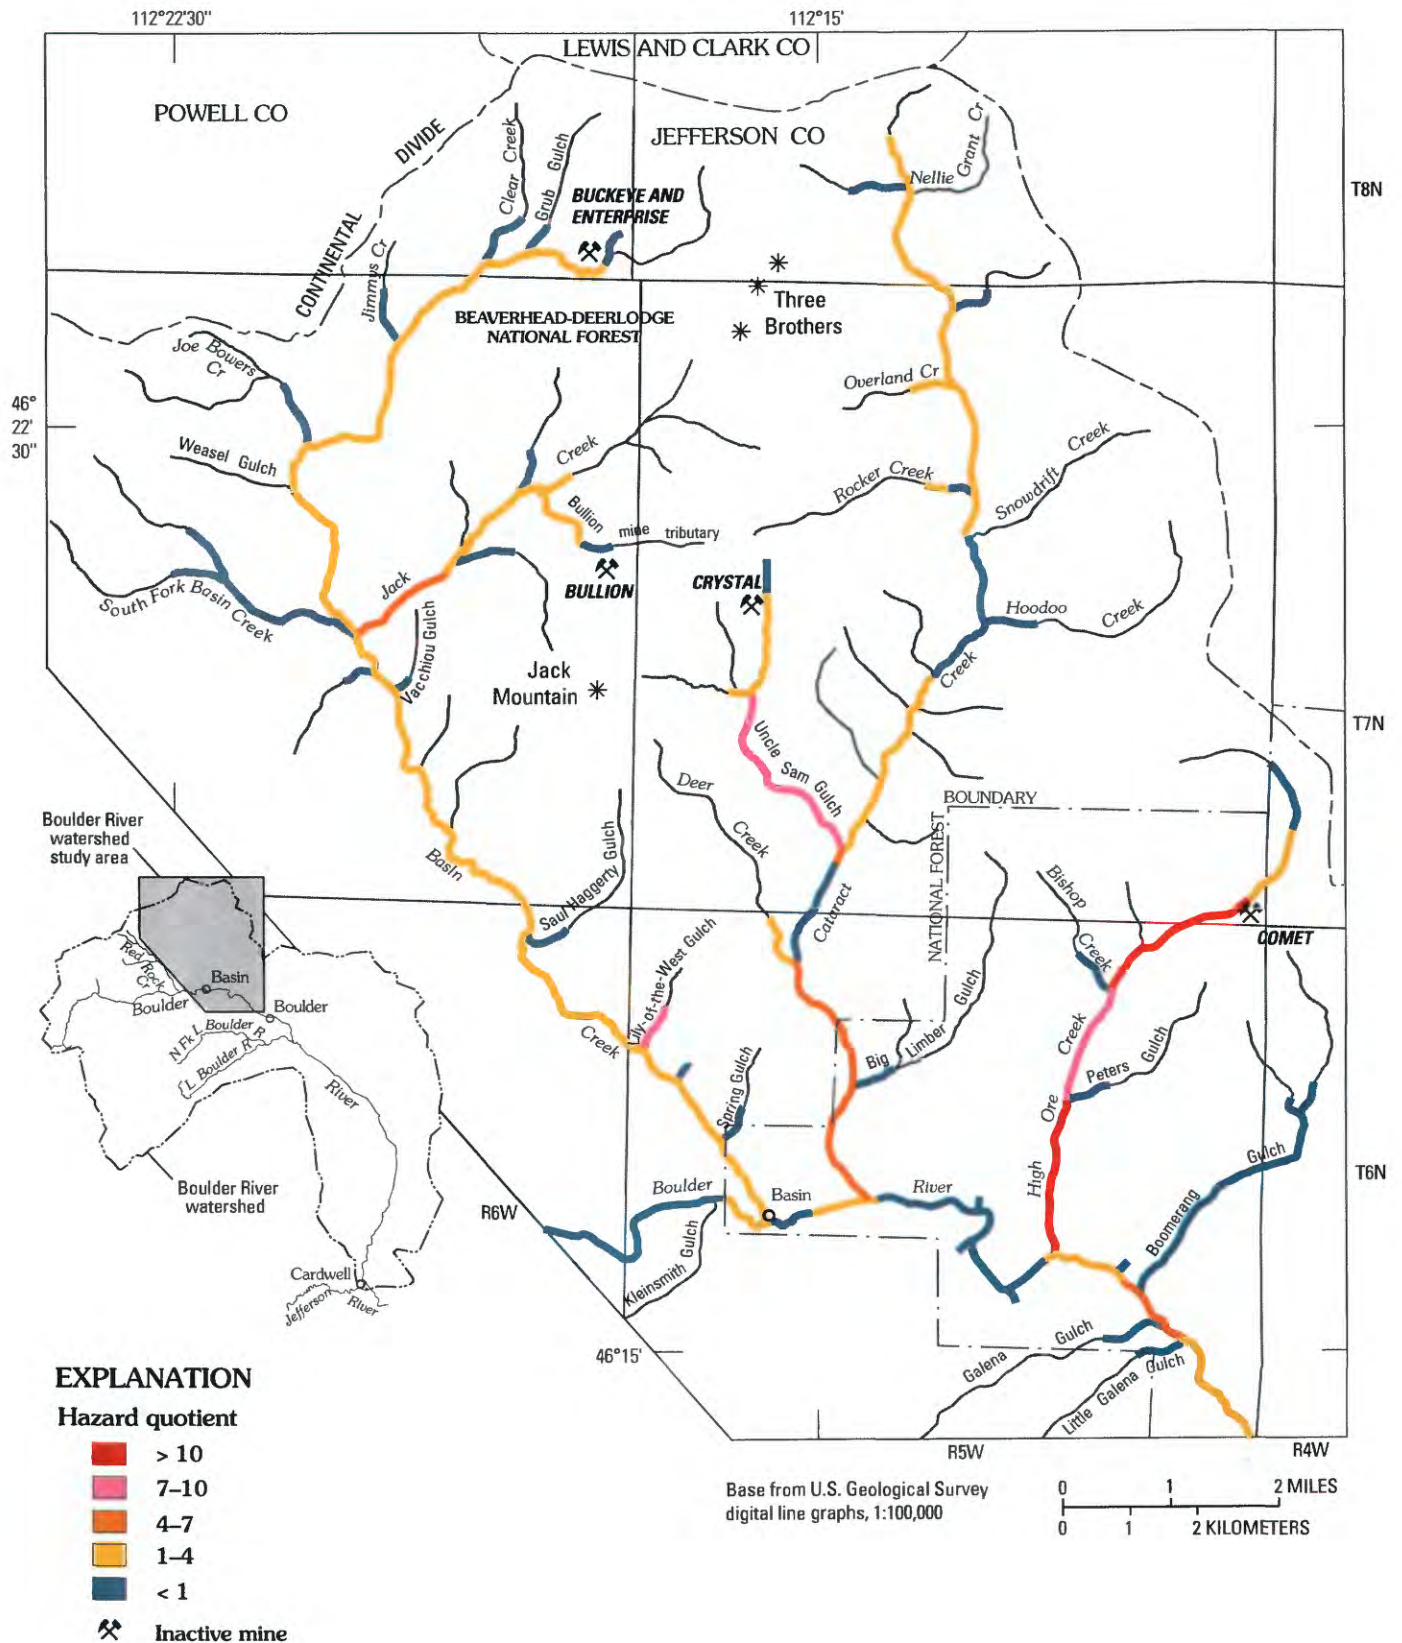 112°22'30"
112°15'
LEWIS AND CLARK CO
POWELL CO
JEFFERSON CO
CONTINENTAL DIVIDE
Clear Creek
Grub Gulch
Nellie Grant Cr
T8N
BUCKEYE AND
ENTERPRISE
Jimmys Cr
Three
Brothers
BEAVERHEAD-DEERLODGE
NATIONAL FOREST
Joe Bowers
Cr
Overland Cr
46°
22'
30"
Weasel Gulch
Creek
Rocker Creek
Snowdrift Creek
Bullion
mine tributary
Jack
BULLION
CRYSTAL
South Fork Basin Creek
Hoodoo Creek
Vacchiou Gulch
Creek
Jack
Mountain
T7N
Uncle Sam Gulch
Deer
Creek
BOUNDARY
NATIONAL FOREST
Boulder River
watershed
study area
Basin
Saul Haggerty Gulch
Cataract
Bishop
Creek
COMET
Lily-of-the-West Gulch
Red Rock
Cr
Basin
Boulder
Boulder
N Fk L Boulder R
L Boulder R
River
Creek
Big Limber Gulch
Creek
Peters Gulch
Spring Gulch
Ore
High
Gulch
Boomerang
T6N
Boulder River
watershed
R6W
Boulder
Basin
River
Kleinsmith Gulch
Cardwell
Jefferson River
46°15'
Galena Gulch
Little Galena Gulch
R5W
R4W
EXPLANATION
Hazard quotient
> 10
7–10
4–7
1–4
< 1
Inactive mine
Base from U.S. Geological Survey
digital line graphs, 1:100,000
0 1 2 MILES
0 1 2 KILOMETERS